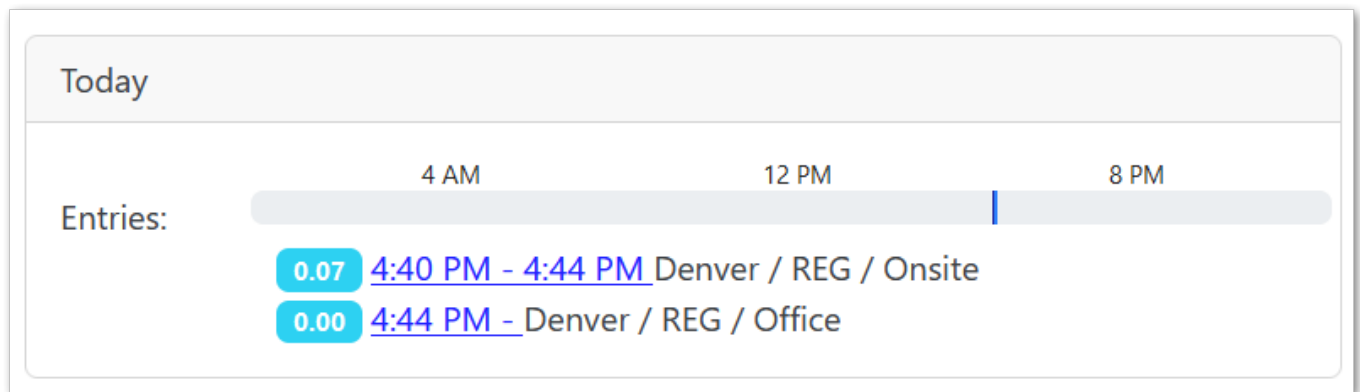 Today
4 AM 12 PM 8 PM
Entries:
0.07 4:40 PM - 4:44 PM Denver / REG / Onsite
0.00 4:44 PM - Denver / REG / Office